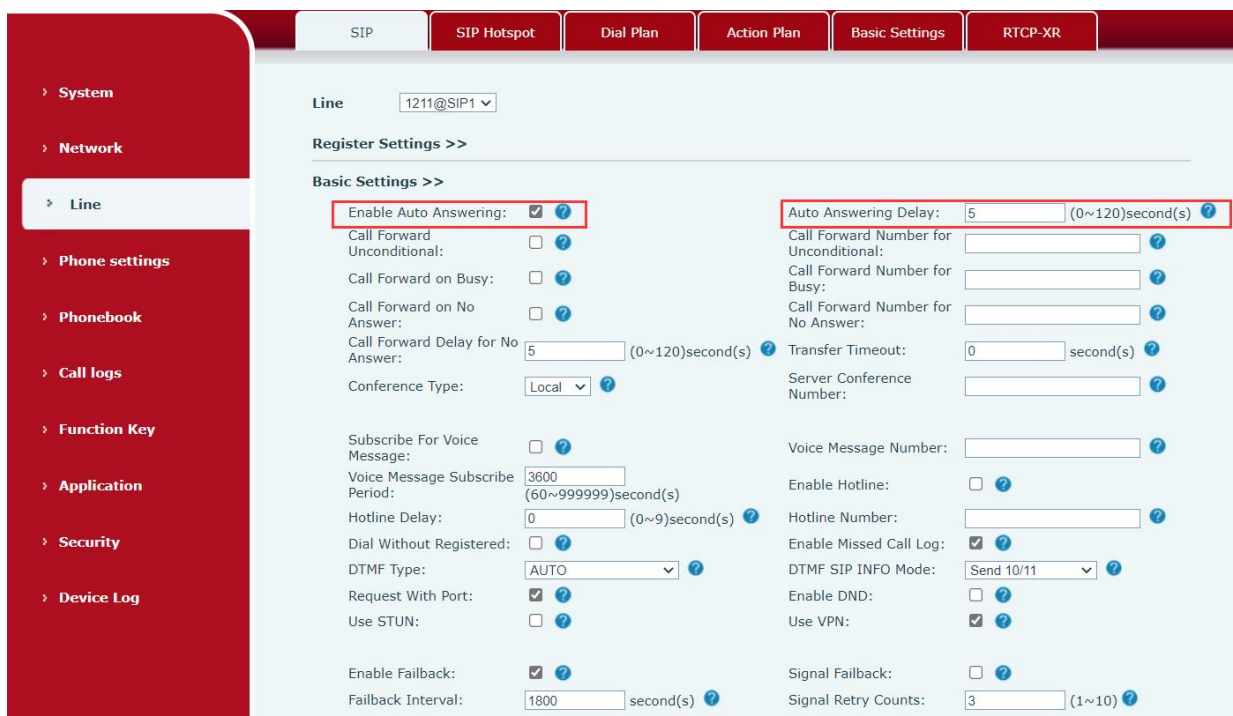 SIP
SIP Hotspot
Dial Plan
Action Plan
Basic Settings
RTCP-XR
› System
› Network
› Line
› Phone settings
› Phonebook
› Call logs
› Function Key
› Application
› Security
› Device Log
Line 1211@SIP1
Register Settings >>
Basic Settings >>
Enable Auto Answering: ?
Auto Answering Delay: 5 (0~120)second(s) ?
Call Forward
Unconditional: ?
Call Forward Number for
Unconditional: ?
Call Forward on Busy: ?
Call Forward Number for
Busy: ?
Call Forward on No
Answer: ?
Call Forward Number for
No Answer: ?
Call Forward Delay for No
Answer: 5 (0~120)second(s) ?
Transfer Timeout: 0 second(s) ?
Conference Type: Local ?
Server Conference
Number: ?
Subscribe For Voice
Message: ?
Voice Message Number: ?
Voice Message Subscribe
Period: 3600
(60~999999)second(s)
Enable Hotline: ?
Hotline Delay: 0 (0~9)second(s) ?
Hotline Number: ?
Dial Without Registered: ?
Enable Missed Call Log: ?
DTMF Type: AUTO ?
DTMF SIP INFO Mode: Send 10/11 ?
Request With Port: ?
Enable DND: ?
Use STUN: ?
Use VPN: ?
Enable Failback: ?
Signal Failback: ?
Failback Interval: 1800 second(s) ?
Signal Retry Counts: 3 (1~10) ?